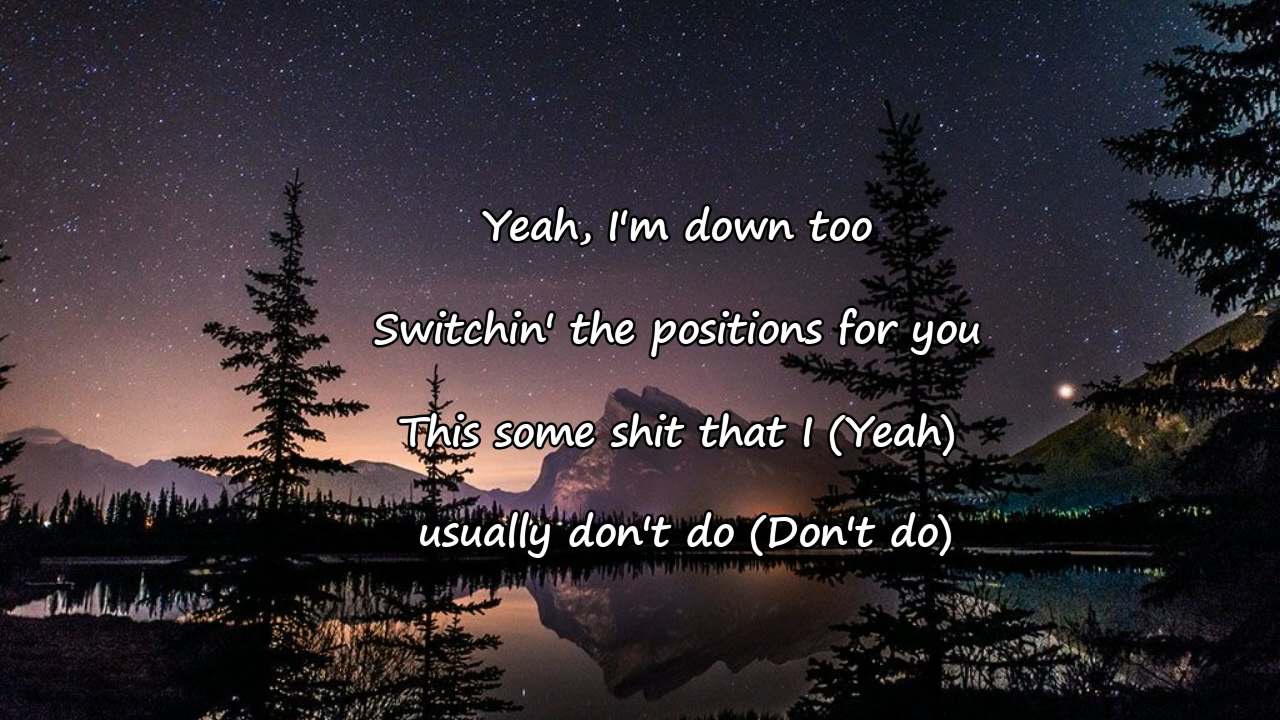 Yeah, I'm down too
Switchin' the positions for you
This some shit that I (Yeah)
usually don't do (Don't do)